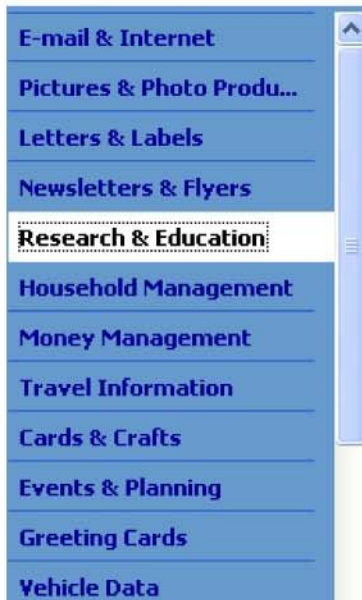 E-mail & Internet
Pictures & Photo Produ...
Letters & Labels
Newsletters & Flyers
Research & Education
Household Management
Money Management
Travel Information
Cards & Crafts
Events & Planning
Greeting Cards
Vehicle Data